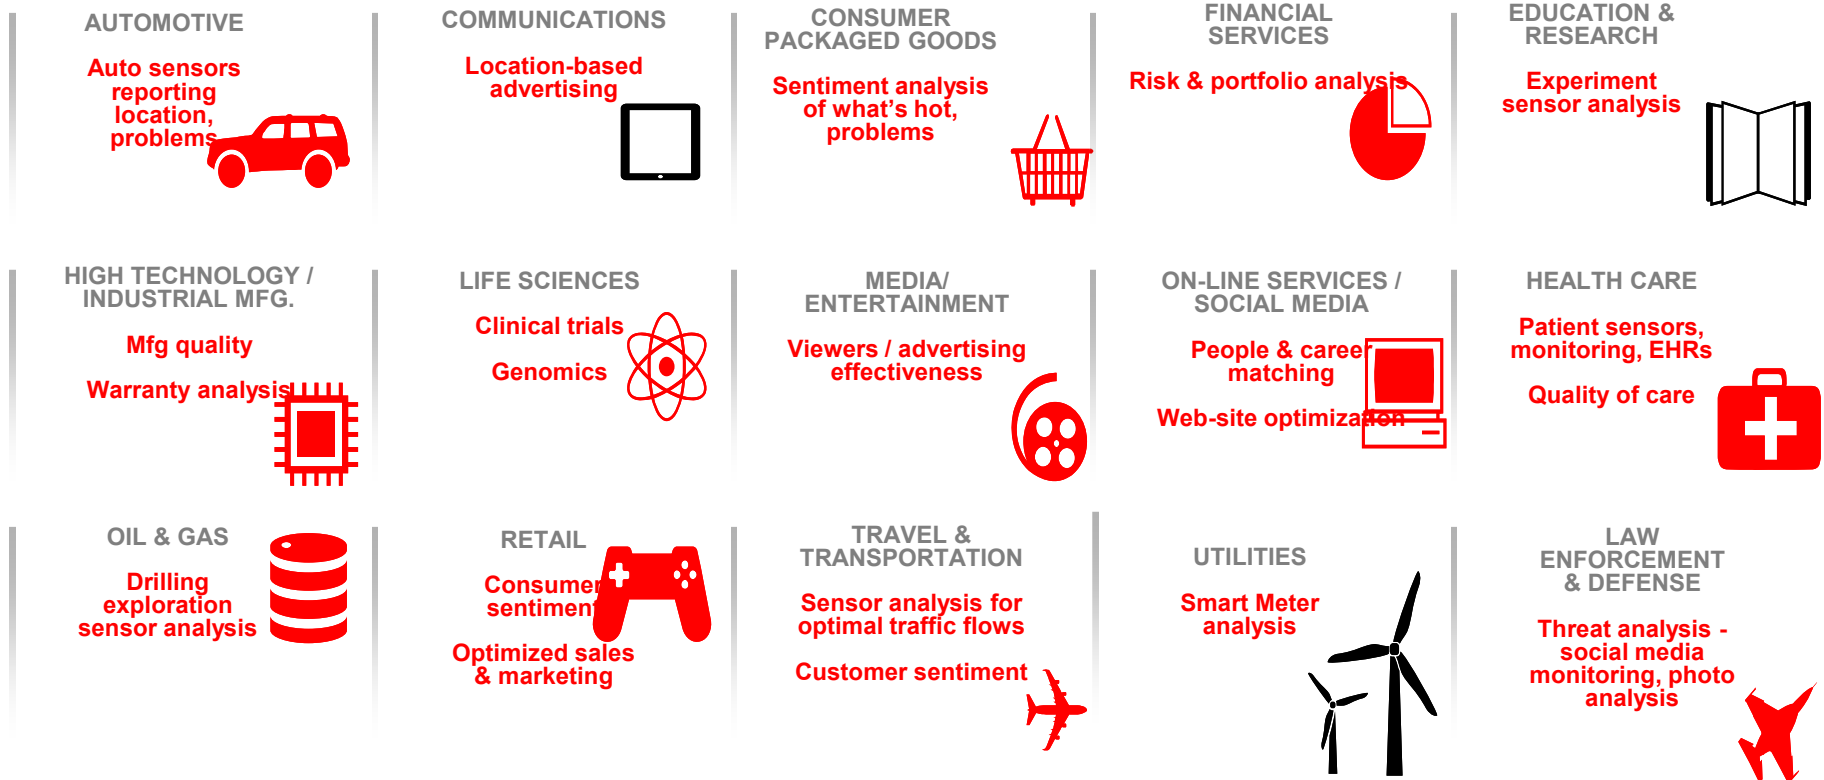 AUTOMOTIVE
Auto sensors
reporting
location,
problems
COMMUNICATIONS
Location-based
advertising
CONSUMER
PACKAGED GOODS
Sentiment analysis
of what’s hot,
problems
FINANCIAL
SERVICES
Risk & portfolio analysis
EDUCATION &
RESEARCH
Experiment
sensor analysis
HIGH TECHNOLOGY /
INDUSTRIAL MFG.
Mfg quality
Warranty analysis
LIFE SCIENCES
Clinical trials
Genomics
MEDIA/
ENTERTAINMENT
Viewers / advertising
effectiveness
ON-LINE SERVICES /
SOCIAL MEDIA
People & career
matching
Web-site optimization
HEALTH CARE
Patient sensors,
monitoring, EHRs
Quality of care
OIL & GAS
Drilling
exploration
sensor analysis
RETAIL
Consumer
sentiment
Optimized sales
& marketing
TRAVEL &
TRANSPORTATION
Sensor analysis for
optimal traffic flows
Customer sentiment
UTILITIES
Smart Meter
analysis
LAW
ENFORCEMENT
& DEFENSE
Threat analysis -
social media
monitoring, photo
analysis